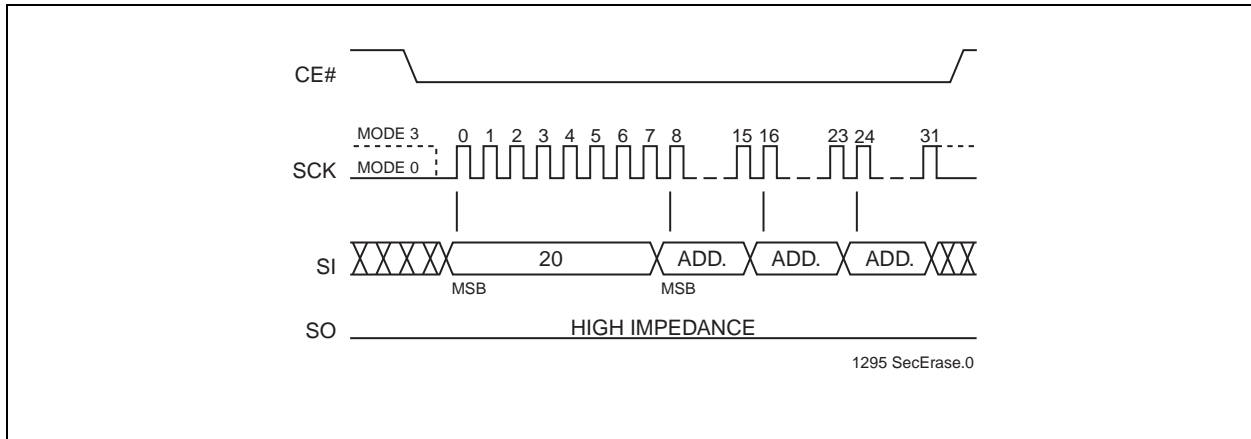 CE#
MODE 3
0 1 2 3 4 5 6 7 8 15 16 23 24 31
SCK
MODE 0
SI
20 ADD. ADD. ADD.
MSB MSB
SO
HIGH IMPEDANCE
1295 SecErase.0